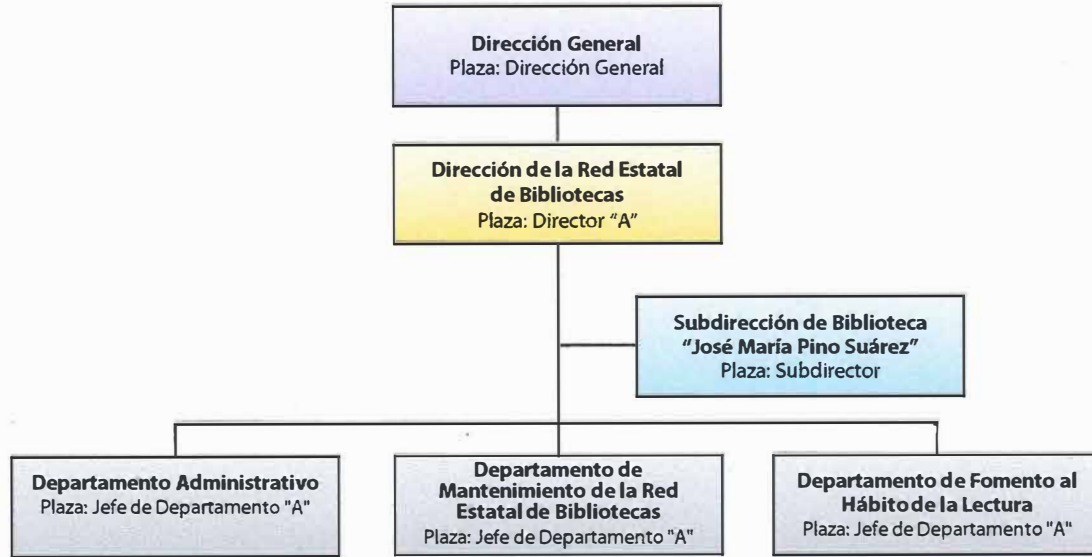 Dirección General
Plaza: Dirección General
Dirección de la Red Estatal
de Bibliotecas
Plaza: Director “A”
Subdirección de Biblioteca
“José María Pino Suárez”
Plaza: Subdirector
Departamento Administrativo
Plaza: Jefe de Departamento "A"
Departamento de
Mantenimiento de la Red
Estatal de Bibliotecas
Plaza: Jefe de Departamento "A"
Departamento de Fomento al
Hábito de la Lectura
Plaza: Jefe de Departamento "A"